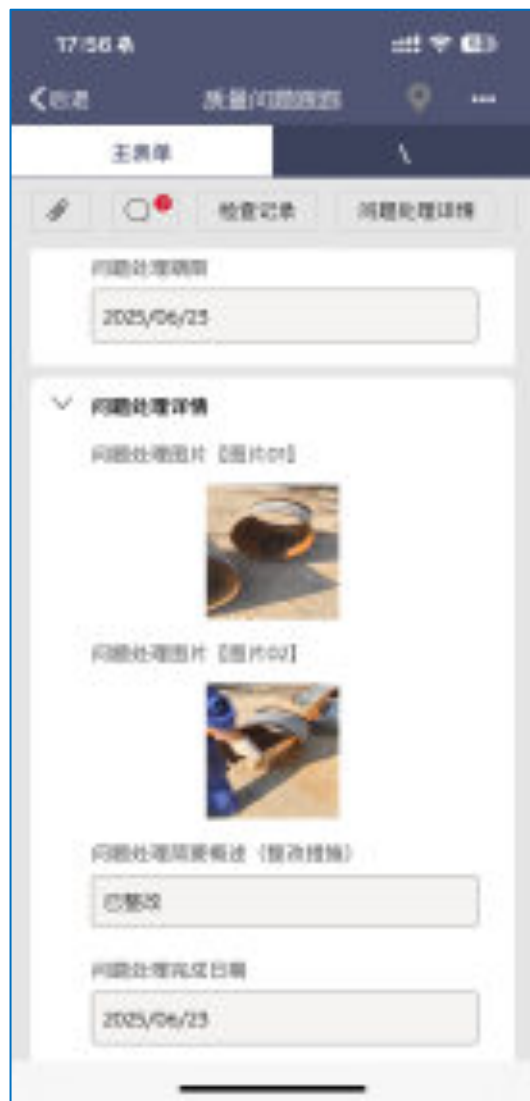 17:56
后退
质量问题跟踪
主表单
检查记录
问题处理详情
问题处理期限
2025/06/23
问题处理详情
问题处理图片【图片01】
问题处理图片【图片02】
问题处理简要概述（整改措施）
已整改
问题处理完成日期
2025/06/23